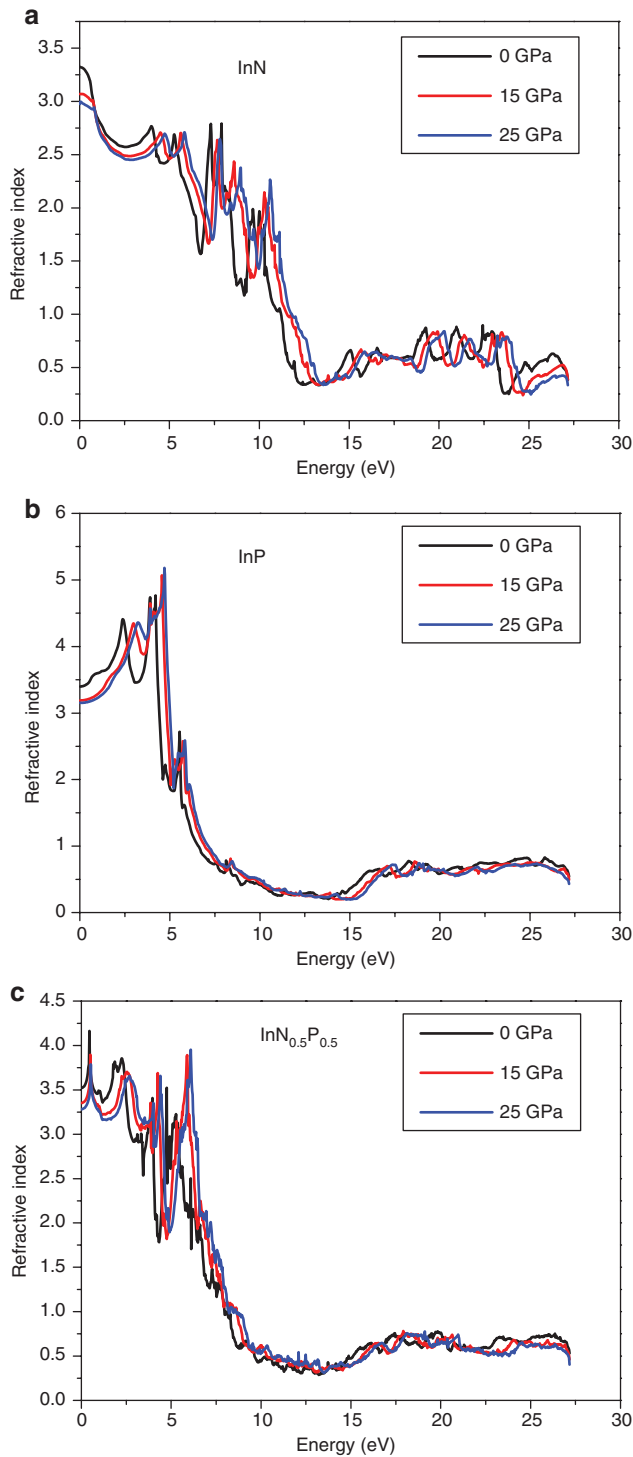 a
InN
0 GPa
15 GPa
25 GPa
Refractive index
3.5
3.0
2.5
2.0
1.5
1.0
0.5
0.0
0 5 10 15 20 25 30
Energy (eV)
b
InP
0 GPa
15 GPa
25 GPa
Refractive index
6
5
4
3
2
1
0
0 5 10 15 20 25 30
Energy (eV)
c
InN0.5P0.5
0 GPa
15 GPa
25 GPa
Refractive index
4.5
4.0
3.5
3.0
2.5
2.0
1.5
1.0
0.5
0.0
0 5 10 15 20 25 30
Energy (eV)